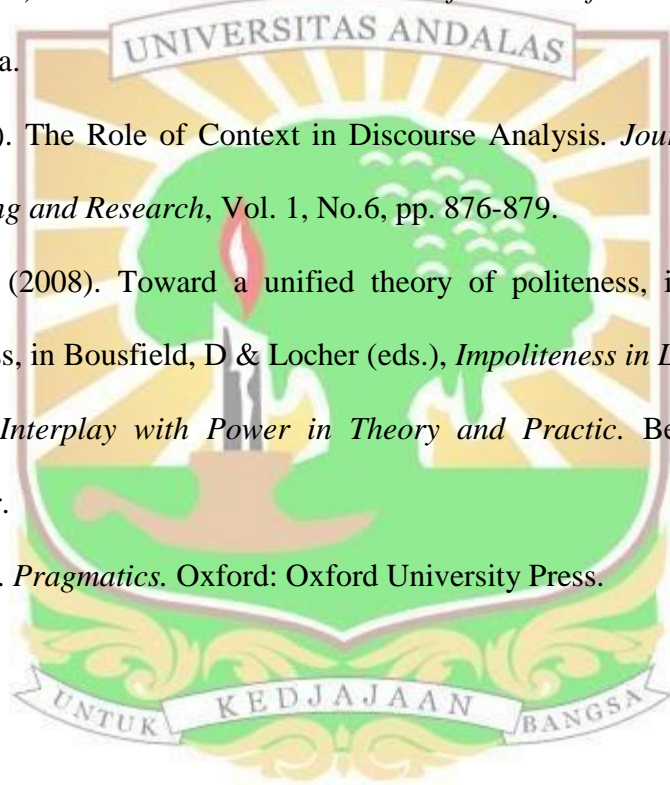 UNIVERSITAS ANDALAS
a.
). The Role of Context in Discourse Analysis. Jour
ng and Research, Vol. 1, No.6, pp. 876-879.
(2008). Toward a unified theory of politeness, i
ss, in Bousfield, D & Locher (eds.), Impoliteness in L
Interplay with Power in Theory and Practic. Be
r.
. Pragmatics. Oxford: Oxford University Press.
UNTUK KEDJAJAAN BANGSA